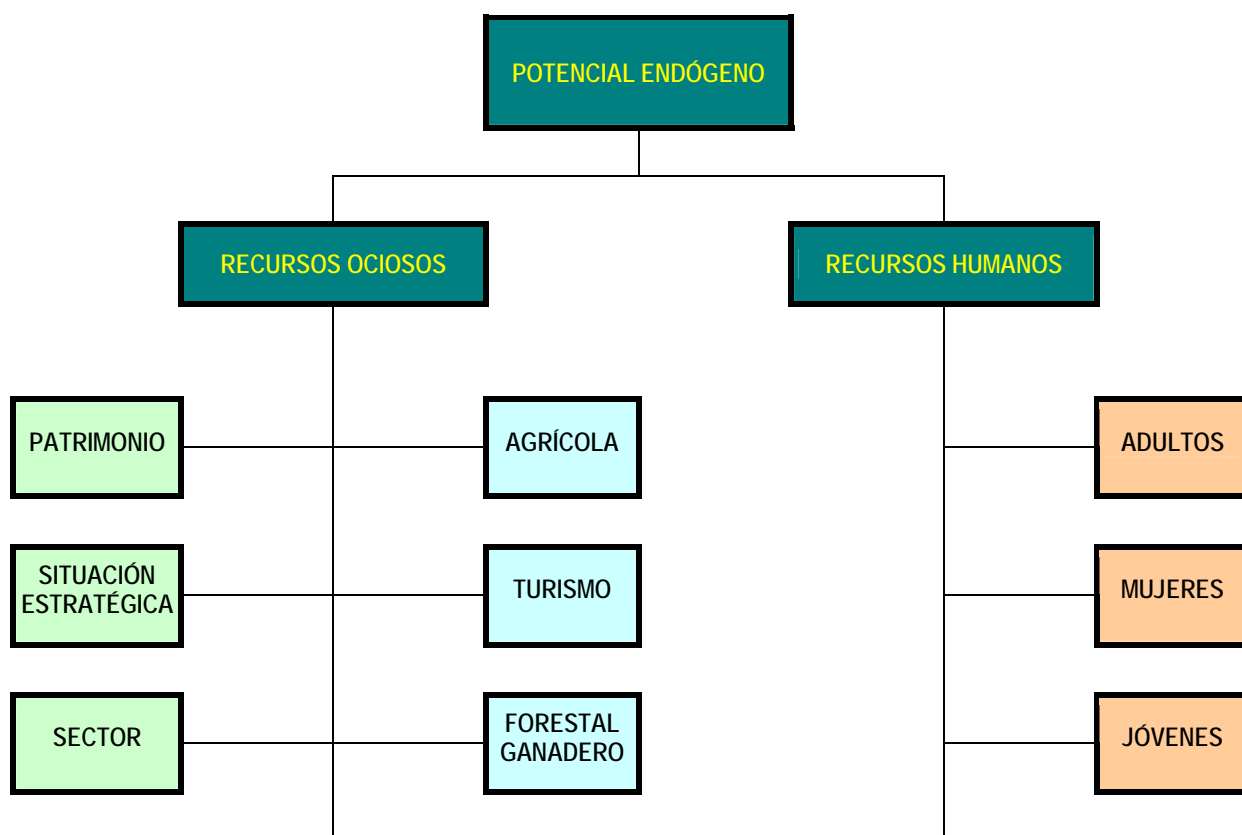 POTENCIAL ENDÓGENO
RECURSOS OCIOSOS
RECURSOS HUMANOS
PATRIMONIO
AGRÍCOLA
ADULTOS
SITUACIÓN
ESTRATÉGICA
TURISMO
MUJERES
SECTOR
FORESTAL
GANADERO
JÓVENES